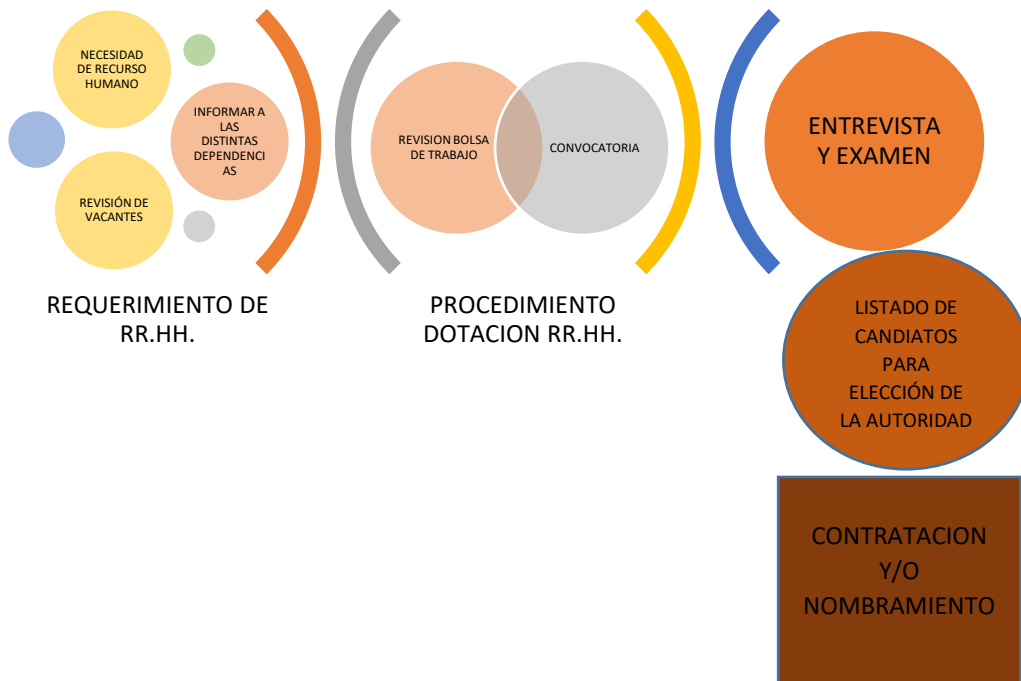 NECESIDAD
DE RECURSO
HUMANO
INFORMAR A
LAS
DISTINTAS
DEPENDENCI
AS
REVISIÓN DE
VACANTES
REQUERIMIENTO DE
RR.HH.
REVISION BOLSA
DE TRABAJO
CONVOCATORIA
PROCEDIMIENTO
DOTACION RR.HH.
ENTREVISTA
Y EXAMEN
LISTADO DE
CANDIATOS
PARA
ELECCIÓN DE
LA AUTORIDAD
CONTRATACION
Y/O
NOMBRAMIENTO